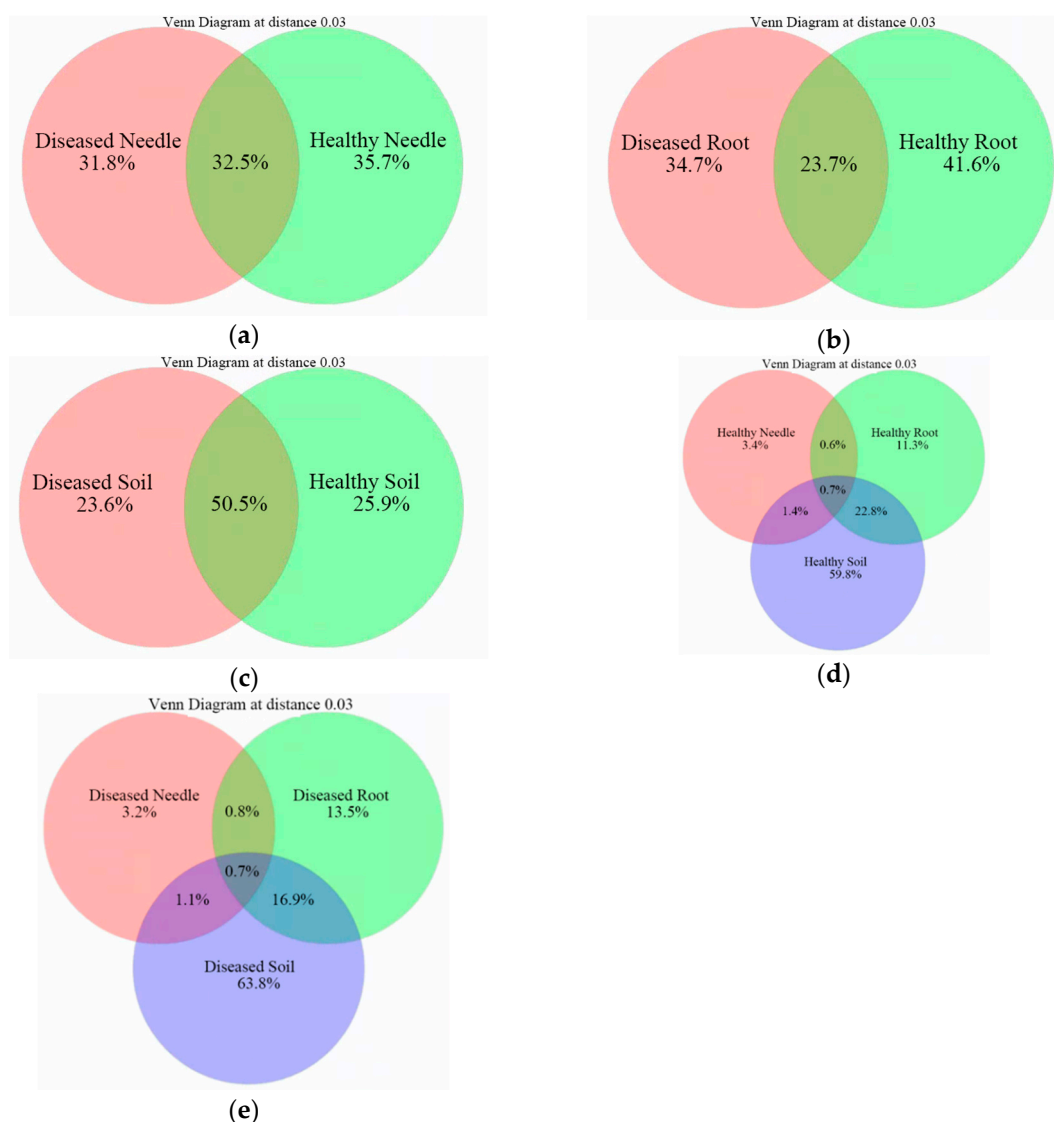 Venn Diagram at distance 0.03
Diseased Needle
31.8%
32.5%
Healthy Needle
35.7%
(a)
Venn Diagram at distance 0.03
Diseased Root
34.7%
23.7%
Healthy Root
41.6%
(b)
Venn Diagram at distance 0.03
Diseased Soil
23.6%
50.5%
Healthy Soil
25.9%
(c)
Venn Diagram at distance 0.03
Healthy Needle
3.4%
0.6%
Healthy Root
11.3%
0.7%
1.4%
22.8%
Healthy Soil
59.8%
(d)
Venn Diagram at distance 0.03
Diseased Needle
3.2%
0.8%
Diseased Root
13.5%
0.7%
1.1%
16.9%
Diseased Soil
63.8%
(e)